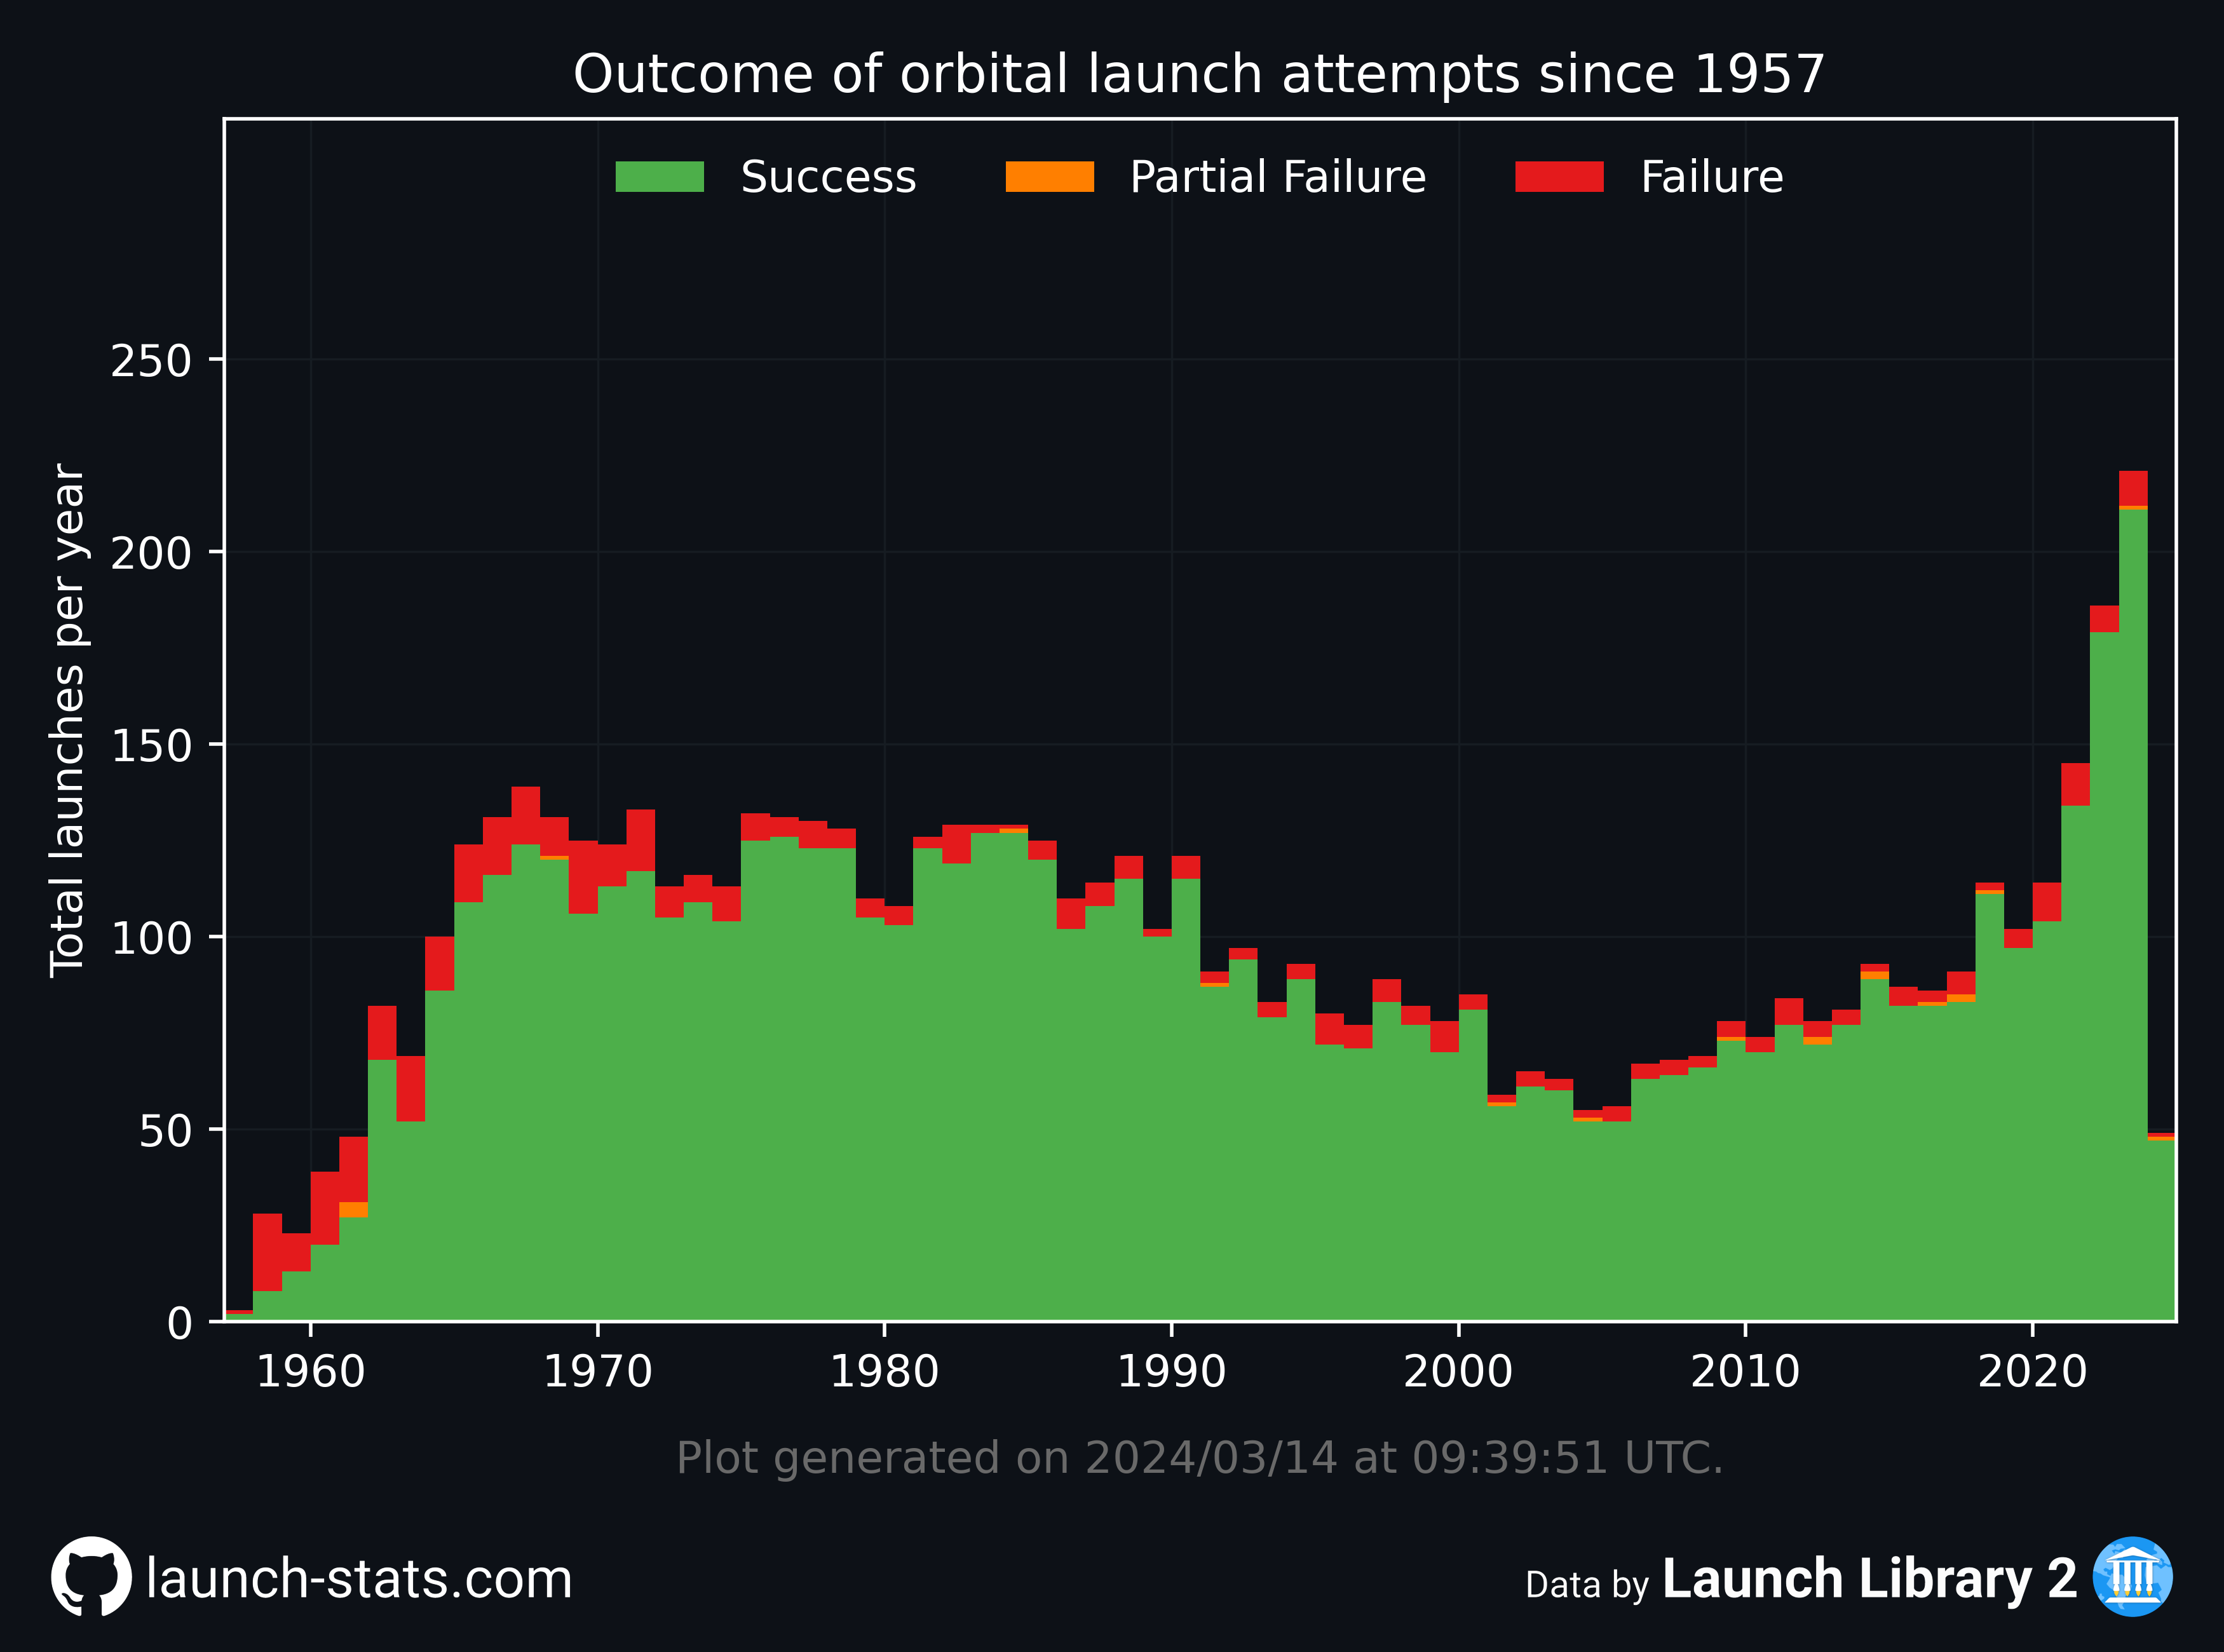 Outcome of orbital launch attempts since 1957
Success Partial Failure Failure
Total launches per year
250
200
150
100
50
0
1960 1970 1980 1990 2000 2010 2020
Plot generated on 2024/03/14 at 09:39:51 UTC.
launch-stats.com
Data by Launch Library 2